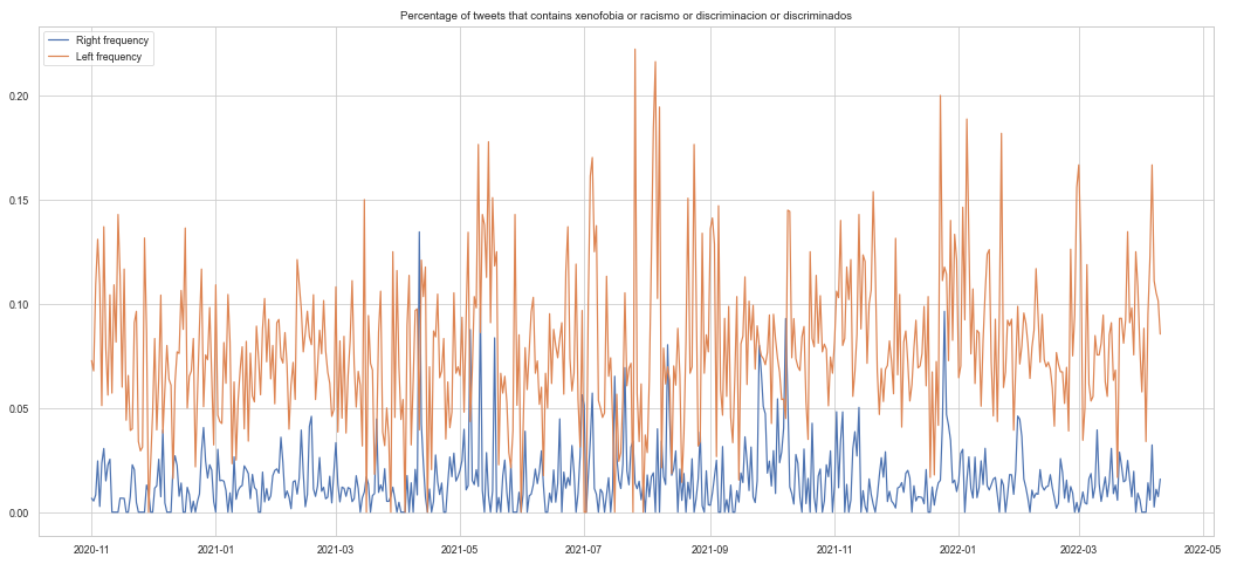 Percentage of tweets that contains xenofobia or racismo or discriminacion or discriminados
Right frequency
Left frequency
0.20
0.15
0.10
0.05
0.00
2020-11 2021-01 2021-03 2021-05 2021-07 2021-09 2021-11 2022-01 2022-03 2022-05